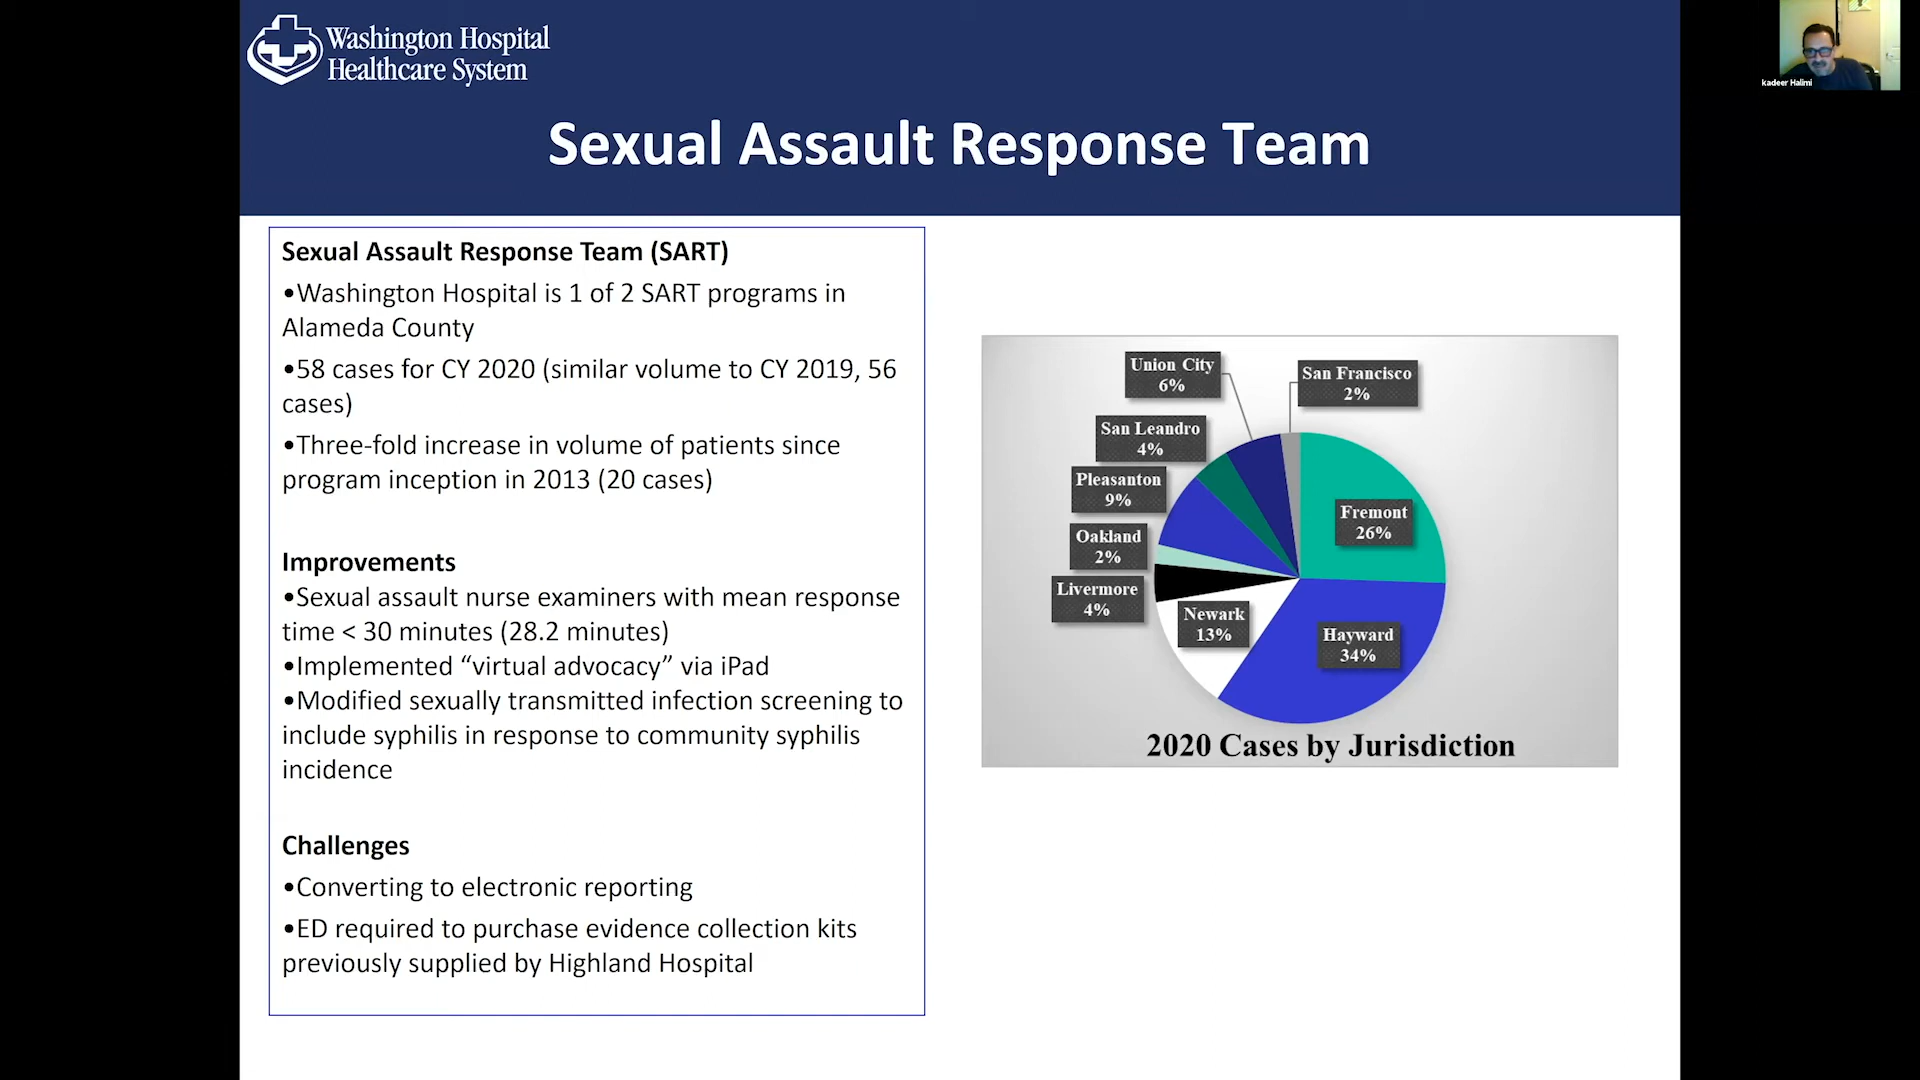 Washington Hospital
Healthcare System
kadeer Halimi
Sexual Assault Response Team
Sexual Assault Response Team (SART)
•Washington Hospital is 1 of 2 SART programs in
Alameda County
•58 cases for CY 2020 (similar volume to CY 2019, 56
cases)
•Three-fold increase in volume of patients since
program inception in 2013 (20 cases)
Improvements
•Sexual assault nurse examiners with mean response
time < 30 minutes (28.2 minutes)
•Implemented “virtual advocacy” via iPad
•Modified sexually transmitted infection screening to
include syphilis in response to community syphilis
incidence
Challenges
•Converting to electronic reporting
•ED required to purchase evidence collection kits
previously supplied by Highland Hospital
Union City
6%
San Francisco
2%
San Leandro
4%
Pleasanton
9%
Oakland
2%
Livermore
4%
Newark
13%
Fremont
26%
Hayward
34%
2020 Cases by Jurisdiction